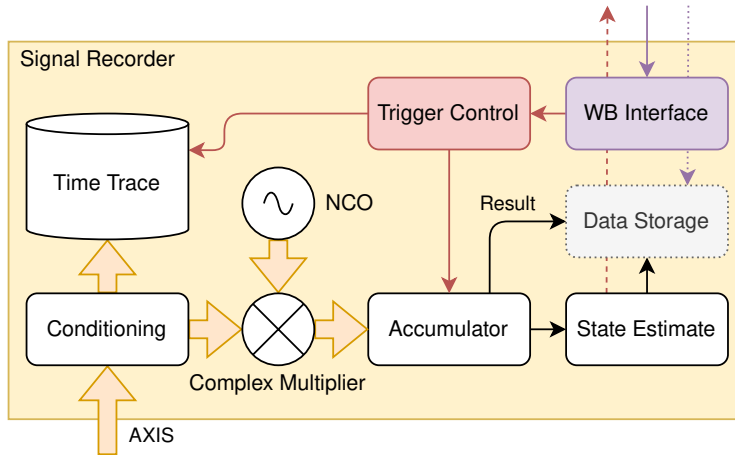 Signal Recorder
Trigger Control
WB Interface
Time Trace
NCO
Result
Data Storage
Conditioning
Accumulator
State Estimate
Complex Multiplier
AXIS